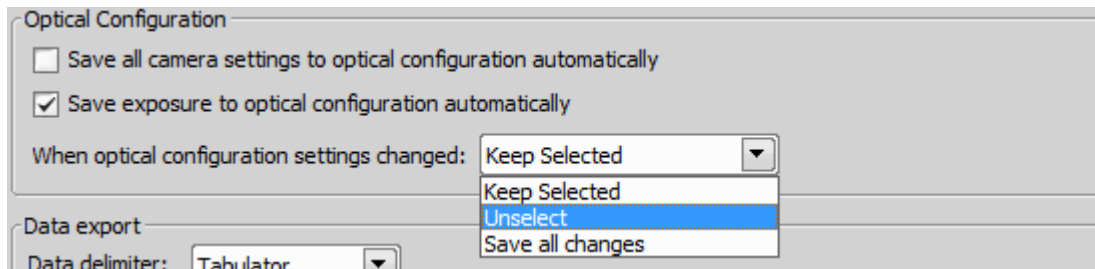 Optical Configuration
Save all camera settings to optical configuration automatically
Save exposure to optical configuration automatically
When optical configuration settings changed: Keep Selected
Keep Selected
Unselect
Save all changes
Data export
Data delimiter: Tabulator